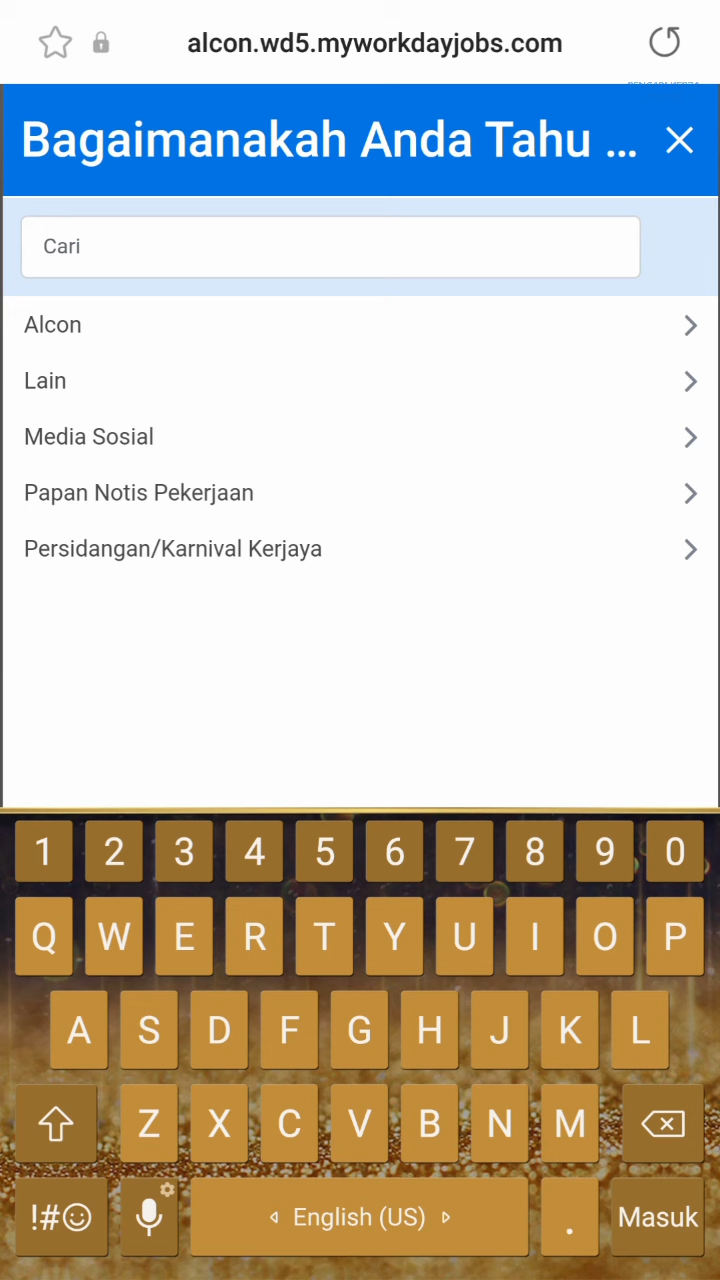 alcon.wd5.myworkdayjobs.com
Bagaimanakah Anda Tahu ...
Cari
Alcon
Lain
Media Sosial
Papan Notis Pekerjaan
Persidangan/Karnival Kerjaya
1 2 3 4 5 6 7 8 9 0
Q W E R T Y U I O P
A S D F G H J K L
Z X C V B N M
!#☺ English (US) . Masuk